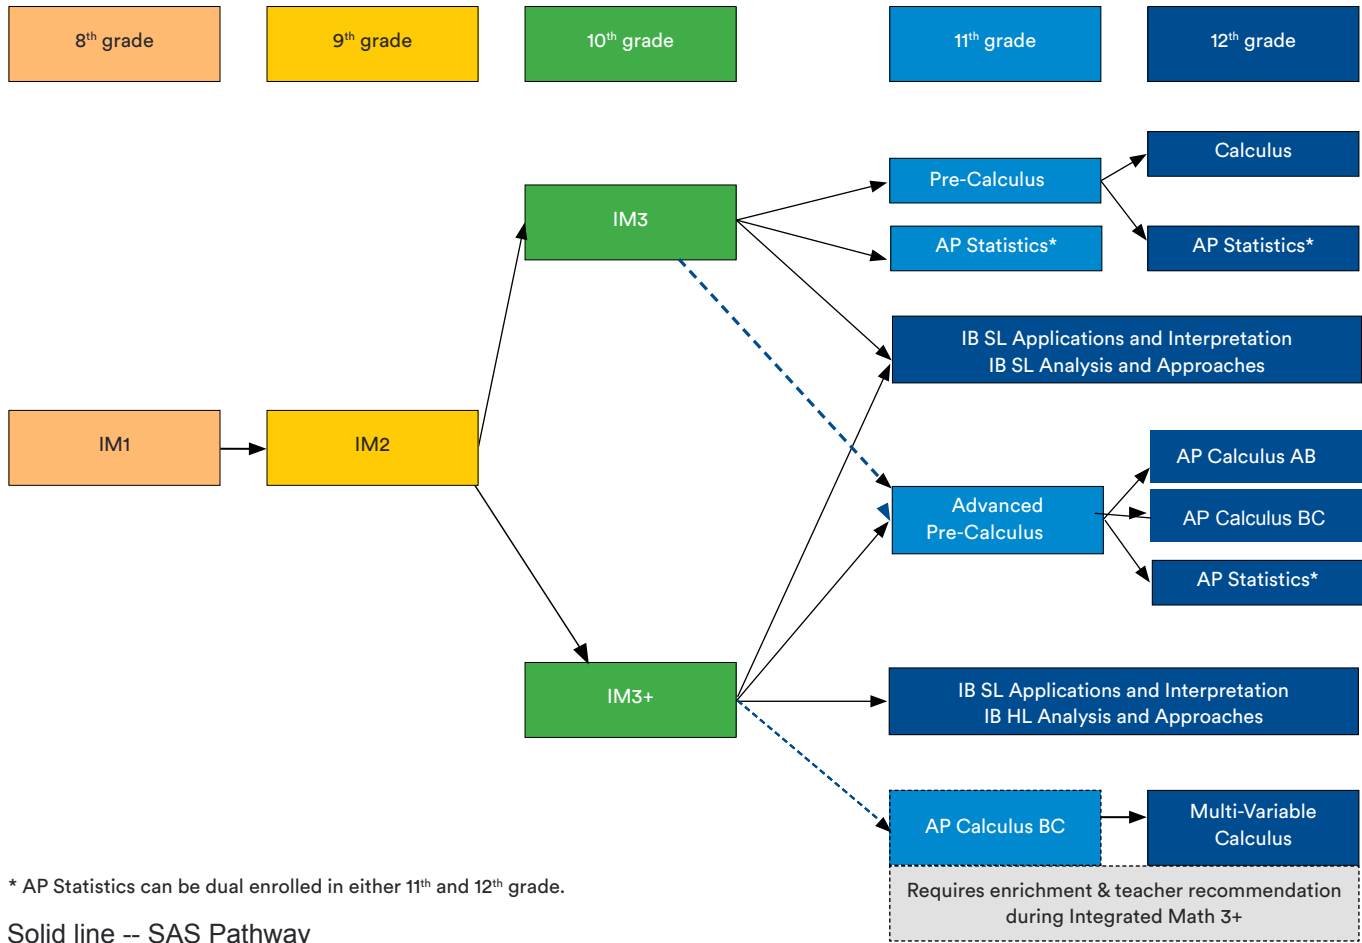 8th grade
9th grade
10th grade
11th grade
12th grade
Calculus
Pre-Calculus
IM3
AP Statistics*
AP Statistics*
IB SL Applications and Interpretation
IB SL Analysis and Approaches
IM1
IM2
AP Calculus AB
Advanced
Pre-Calculus
AP Calculus BC
AP Statistics*
IM3+
IB SL Applications and Interpretation
IB HL Analysis and Approaches
AP Calculus BC
Multi-Variable
Calculus
* AP Statistics can be dual enrolled in either 11th and 12th grade.
Requires enrichment & teacher recommendation
during Integrated Math 3+
Solid line -- SAS Pathway